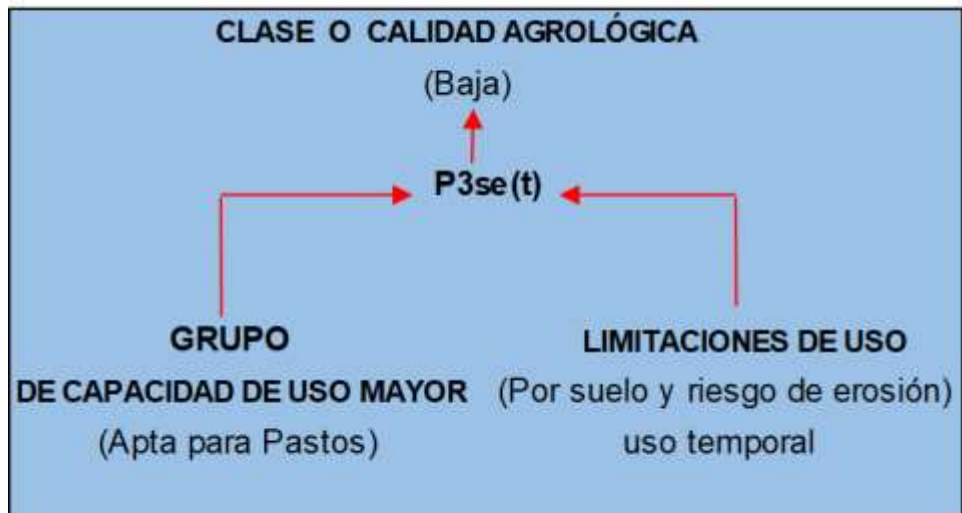 CLASE O CALIDAD AGROLÓGICA
(Baja)
P3se(t)
GRUPO
DE CAPACIDAD DE USO MAYOR
(Apta para Pastos)
LIMITACIONES DE USO
(Por suelo y riesgo de erosión)
uso temporal